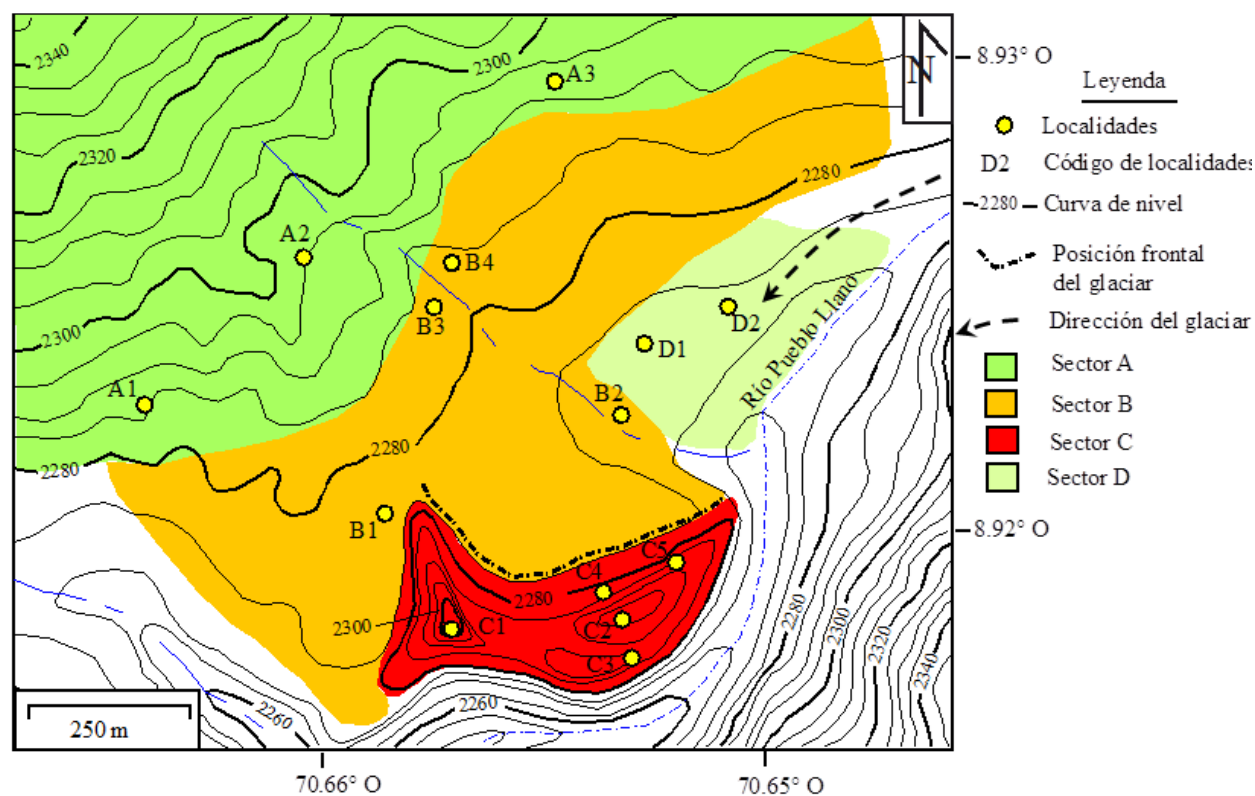 2340
2300
A3
N
8.93° O
Leyenda
Localidades
D2 Código de localidades
2280 Curva de nivel
Posición frontal
del glaciar
Dirección del glaciar
Sector A
Sector B
Sector C
Sector D
2320
2280
A2
B4
B3
2300
D2
D1
Río Pueblo Llano
A1
B2
2280
2280
B1
8.92° O
C5
C4
2280
2300
C1
C2
C3
2280
2300
2320
2340
2260
2260
250 m
70.66° O
70.65° O